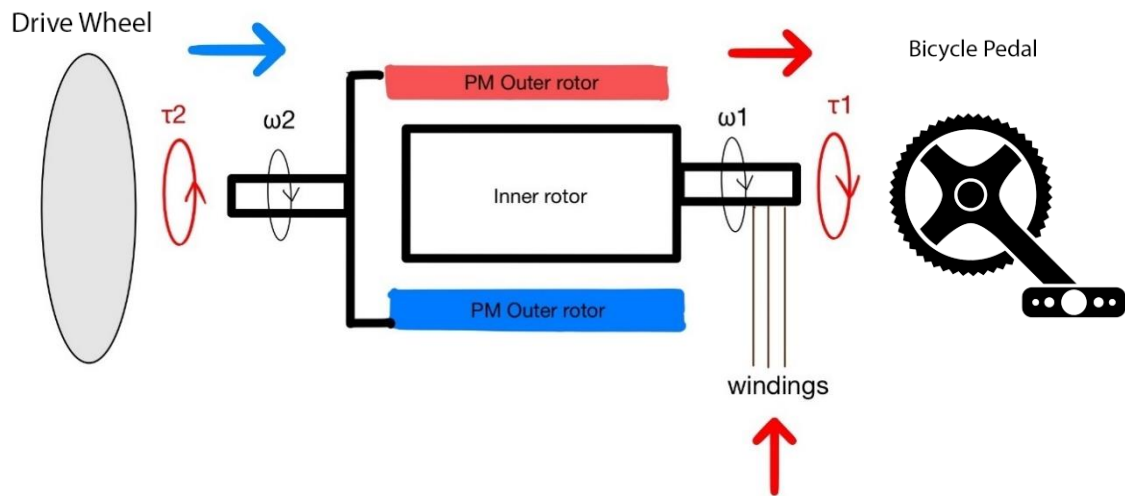 Drive Wheel
Bicycle Pedal
PM Outer rotor
τ2
ω2
ω1
τ1
Inner rotor
PM Outer rotor
windings